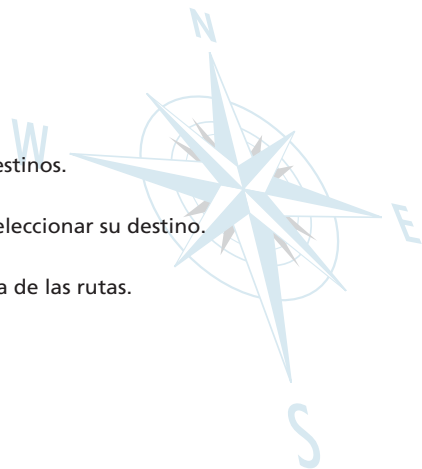 N
W
estinos.
eleccionar su destino.
E
a de las rutas.
S